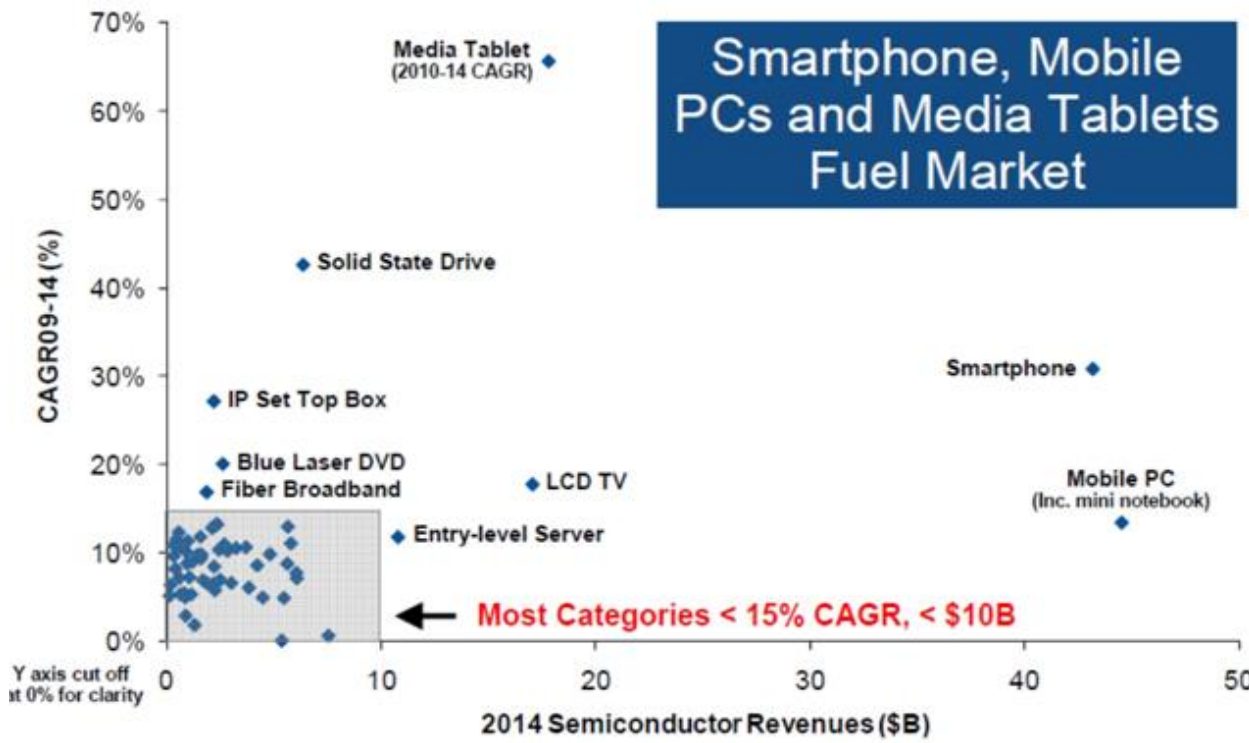 70%
60%
50%
40%
30%
20%
10%
0%
CAGR09-14 (%)
Smartphone, Mobile
PCs and Media Tablets
Fuel Market
Media Tablet
(2010-14 CAGR)
Solid State Drive
Smartphone
IP Set Top Box
Blue Laser DVD
Fiber Broadband
LCD TV
Mobile PC
(Inc. mini notebook)
Entry-level Server
Most Categories < 15% CAGR, < $10B
Y axis cut off
at 0% for clarity
0 10 20 30 40 50
2014 Semiconductor Revenues ($B)